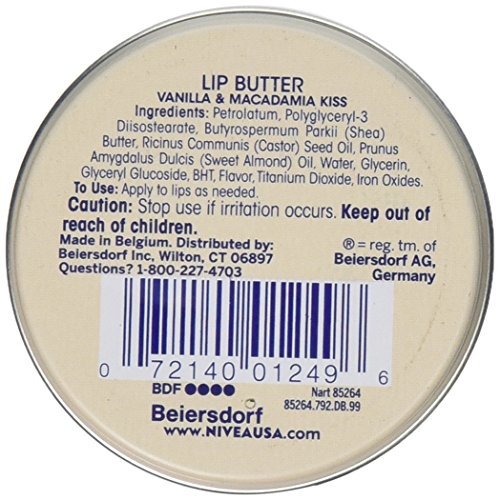 LIP BUTTER
VANILLA & MACADAMIA KISS
Ingredients: Petrolatum, Polyglyceryl-3
Diisostearate, Butyrospermum Parkii (Shea)
Butter, Ricinus Communis (Castor) Seed Oil, Prunus
Amygdalus Dulcis (Sweet Almond) Oil, Water, Glycerin,
Glyceryl Glucoside, BHT, Flavor, Titanium Dioxide, Iron Oxides.
To Use: Apply to lips as needed.
Caution: Stop use if irritation occurs. Keep out of
reach of children.
Made in Belgium. Distributed by:
Beiersdorf Inc, Wilton, CT 06897
Questions? 1-800-227-4703
® = reg. tm. of
Beiersdorf AG,
Germany
0 72140 01249 6
BDF ●●●●
Nart 85264
85264.792.DB.99
Beiersdorf
www.NIVEAUSA.com